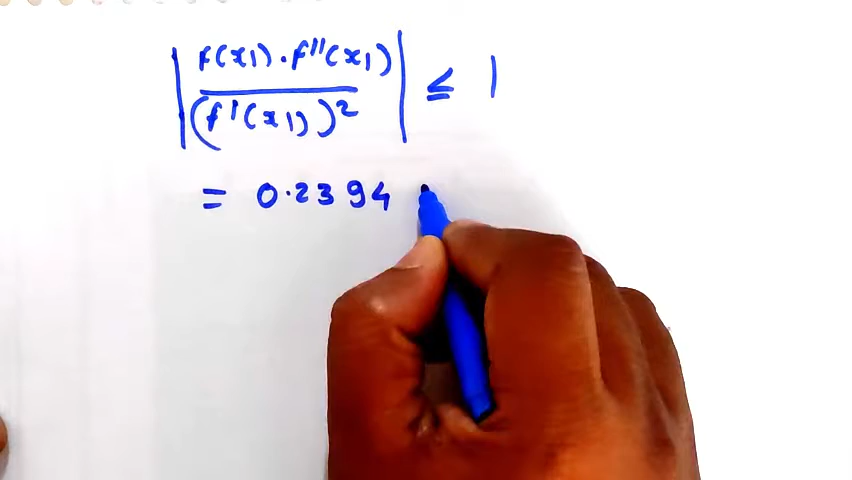 | f(x1) . f''(x1) / (f'(x1))2 | ≤ 1
= 0.2394